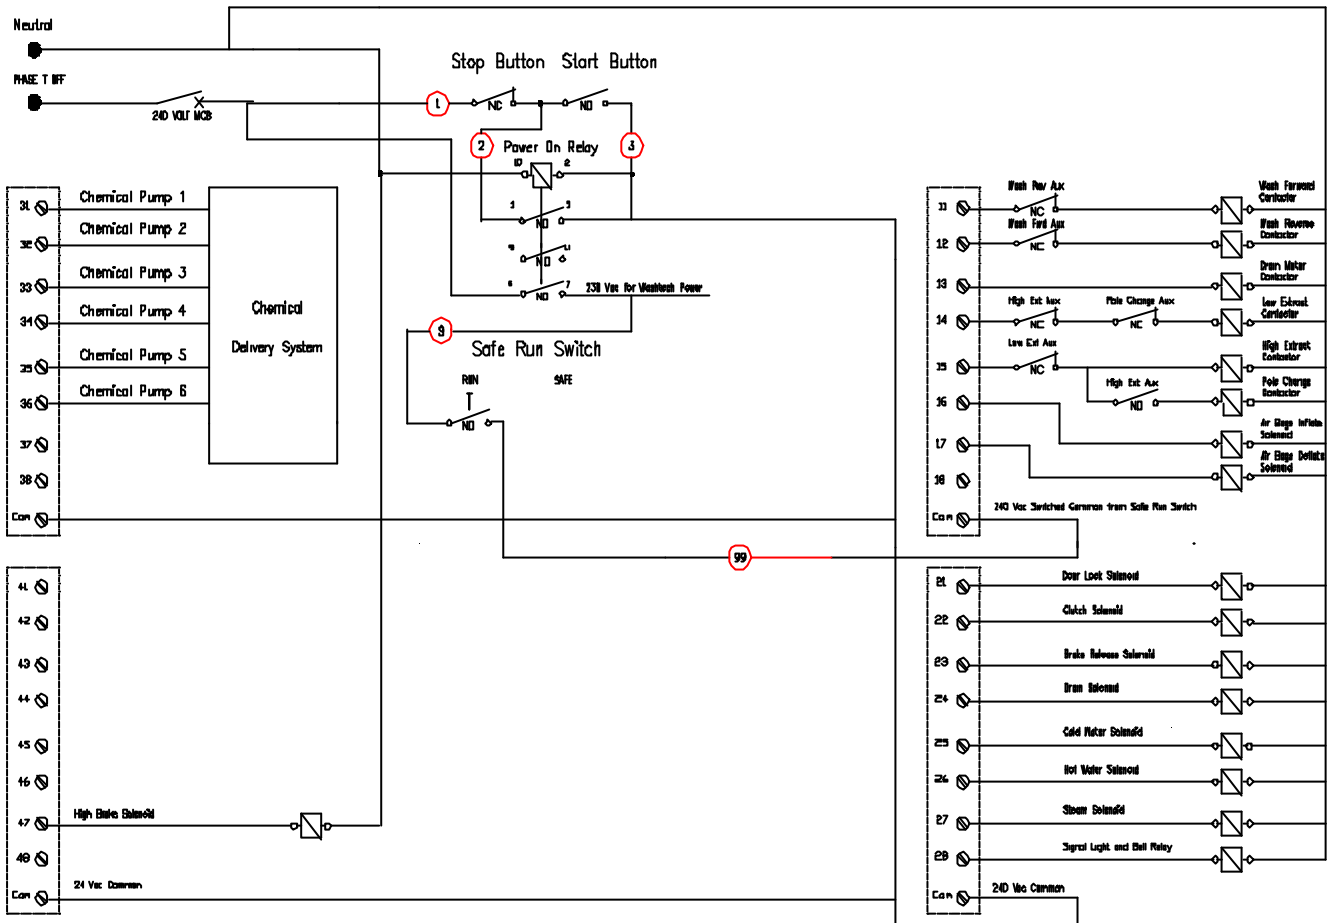 Neutral
PHASE T OFF
240 VOLT MCB
Stop Button
Start Button
1
NC
NO
2
Power On Relay
3
10
2
NO
NO
11
NO
7
230 Vac for Washtech Power
9
Safe Run Switch
RUN
SAFE
NO
99
31
32
33
34
35
36
37
38
Com
Chemical Pump 1
Chemical Pump 2
Chemical Pump 3
Chemical Pump 4
Chemical Pump 5
Chemical Pump 6
Chemical
Delivery System
41
42
43
44
45
46
47
48
Com
High Brake Solenoid
24 Vac Common
11
12
13
14
15
16
17
18
Com
Wash Rev Aux
NC
Wash Fwd Aux
NC
High Ext Aux
NC
Pole Change Aux
NC
Low Ext Aux
NC
High Ext Aux
NO
Wash Forward
Contactor
Wash Reverse
Contactor
Drain Motor
Contactor
Low Extract
Contactor
High Extract
Contactor
Pole Change
Contactor
Air Bags Inflate
Solenoid
Air Bags Deflate
Solenoid
240 Vac Switched Common from Safe Run Switch
21
22
23
24
25
26
27
28
Com
Door Lock Solenoid
Clutch Solenoid
Brake Release Solenoid
Drain Solenoid
Cold Water Solenoid
Hot Water Solenoid
Steam Solenoid
Signal Light and Bell Relay
240 Vac Common